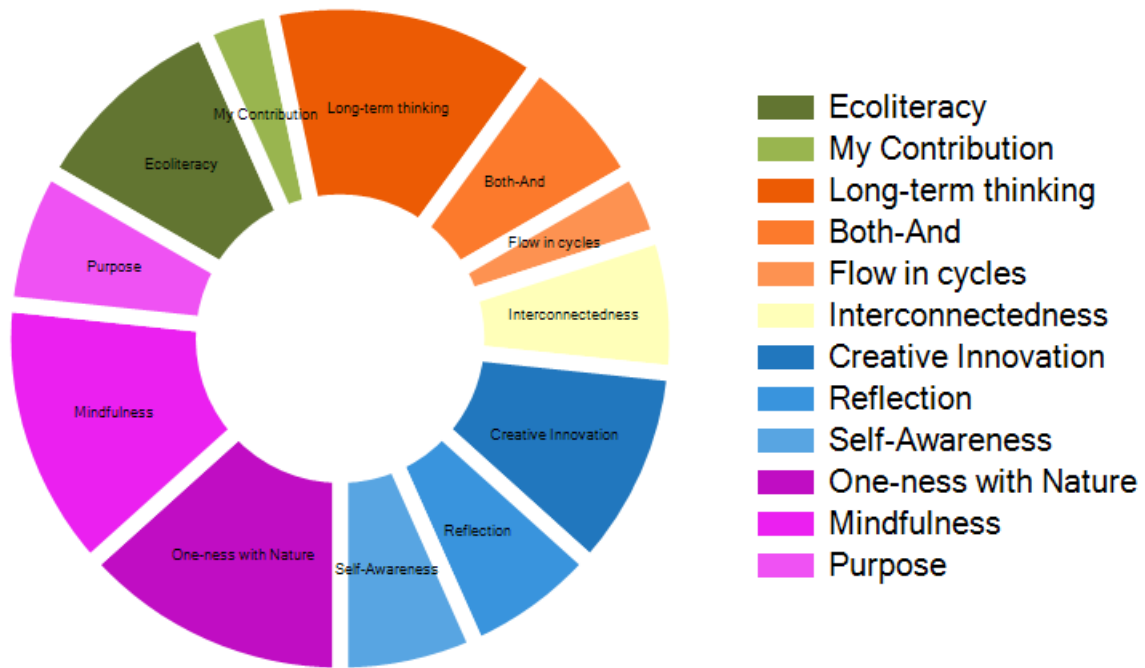 My Contribution
Long-term thinking
Ecoliteracy
Both-And
Flow in cycles
Purpose
Interconnectedness
Mindfulness
Creative Innovation
Reflection
One-ness with Nature
Self-Awareness
Ecoliteracy
My Contribution
Long-term thinking
Both-And
Flow in cycles
Interconnectedness
Creative Innovation
Reflection
Self-Awareness
One-ness with Nature
Mindfulness
Purpose